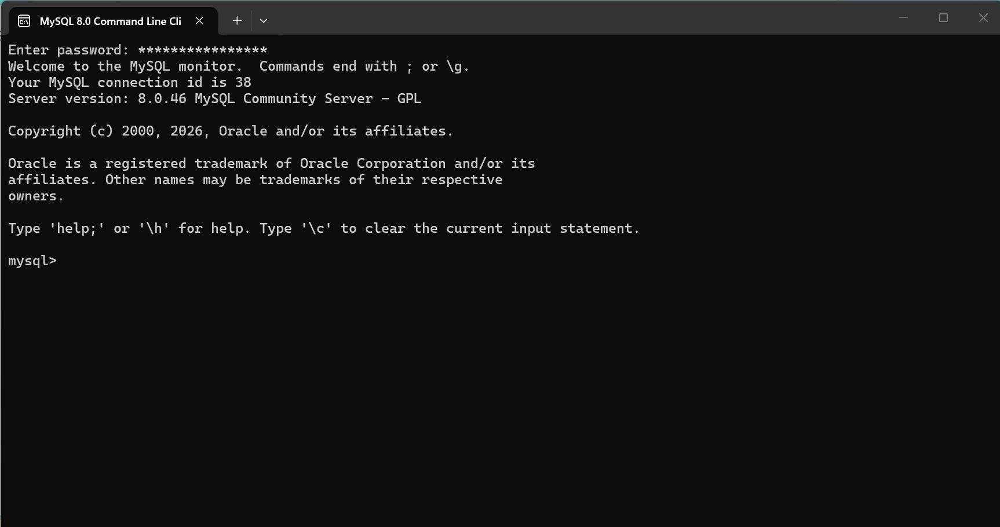 MySQL 8.0 Command Line Cli
Enter password: ****************
Welcome to the MySQL monitor.  Commands end with ; or \g.
Your MySQL connection id is 38
Server version: 8.0.46 MySQL Community Server - GPL
Copyright (c) 2000, 2026, Oracle and/or its affiliates.
Oracle is a registered trademark of Oracle Corporation and/or its
affiliates. Other names may be trademarks of their respective
owners.
Type 'help;' or '\h' for help. Type '\c' to clear the current input statement.
mysql>